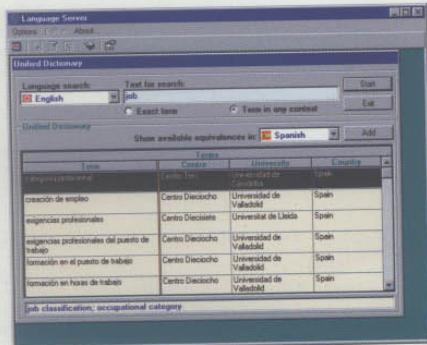 Language Server
Options About
Unified Dictionary
Language search: Text for search:
English job Start
Exact term Term in any context Exit
Unified Dictionary
Show available equivalences in: Spanish Add
Terms
Term Centre University Country
Universidad de Spain
creación de empleo Centro Dieciocho Universidad de Valladolid Spain
exigencias profesionales Centro Diecisiete Universitat de Lleida Spain
exigencias profesionales del puesto de trabajo Centro Dieciocho Universidad de Valladolid Spain
formación en el puesto de trabajo Centro Dieciocho Universidad de Valladolid Spain
formación en horas de trabajo Centro Dieciocho Universidad de Valladolid Spain
job classification; occupational category